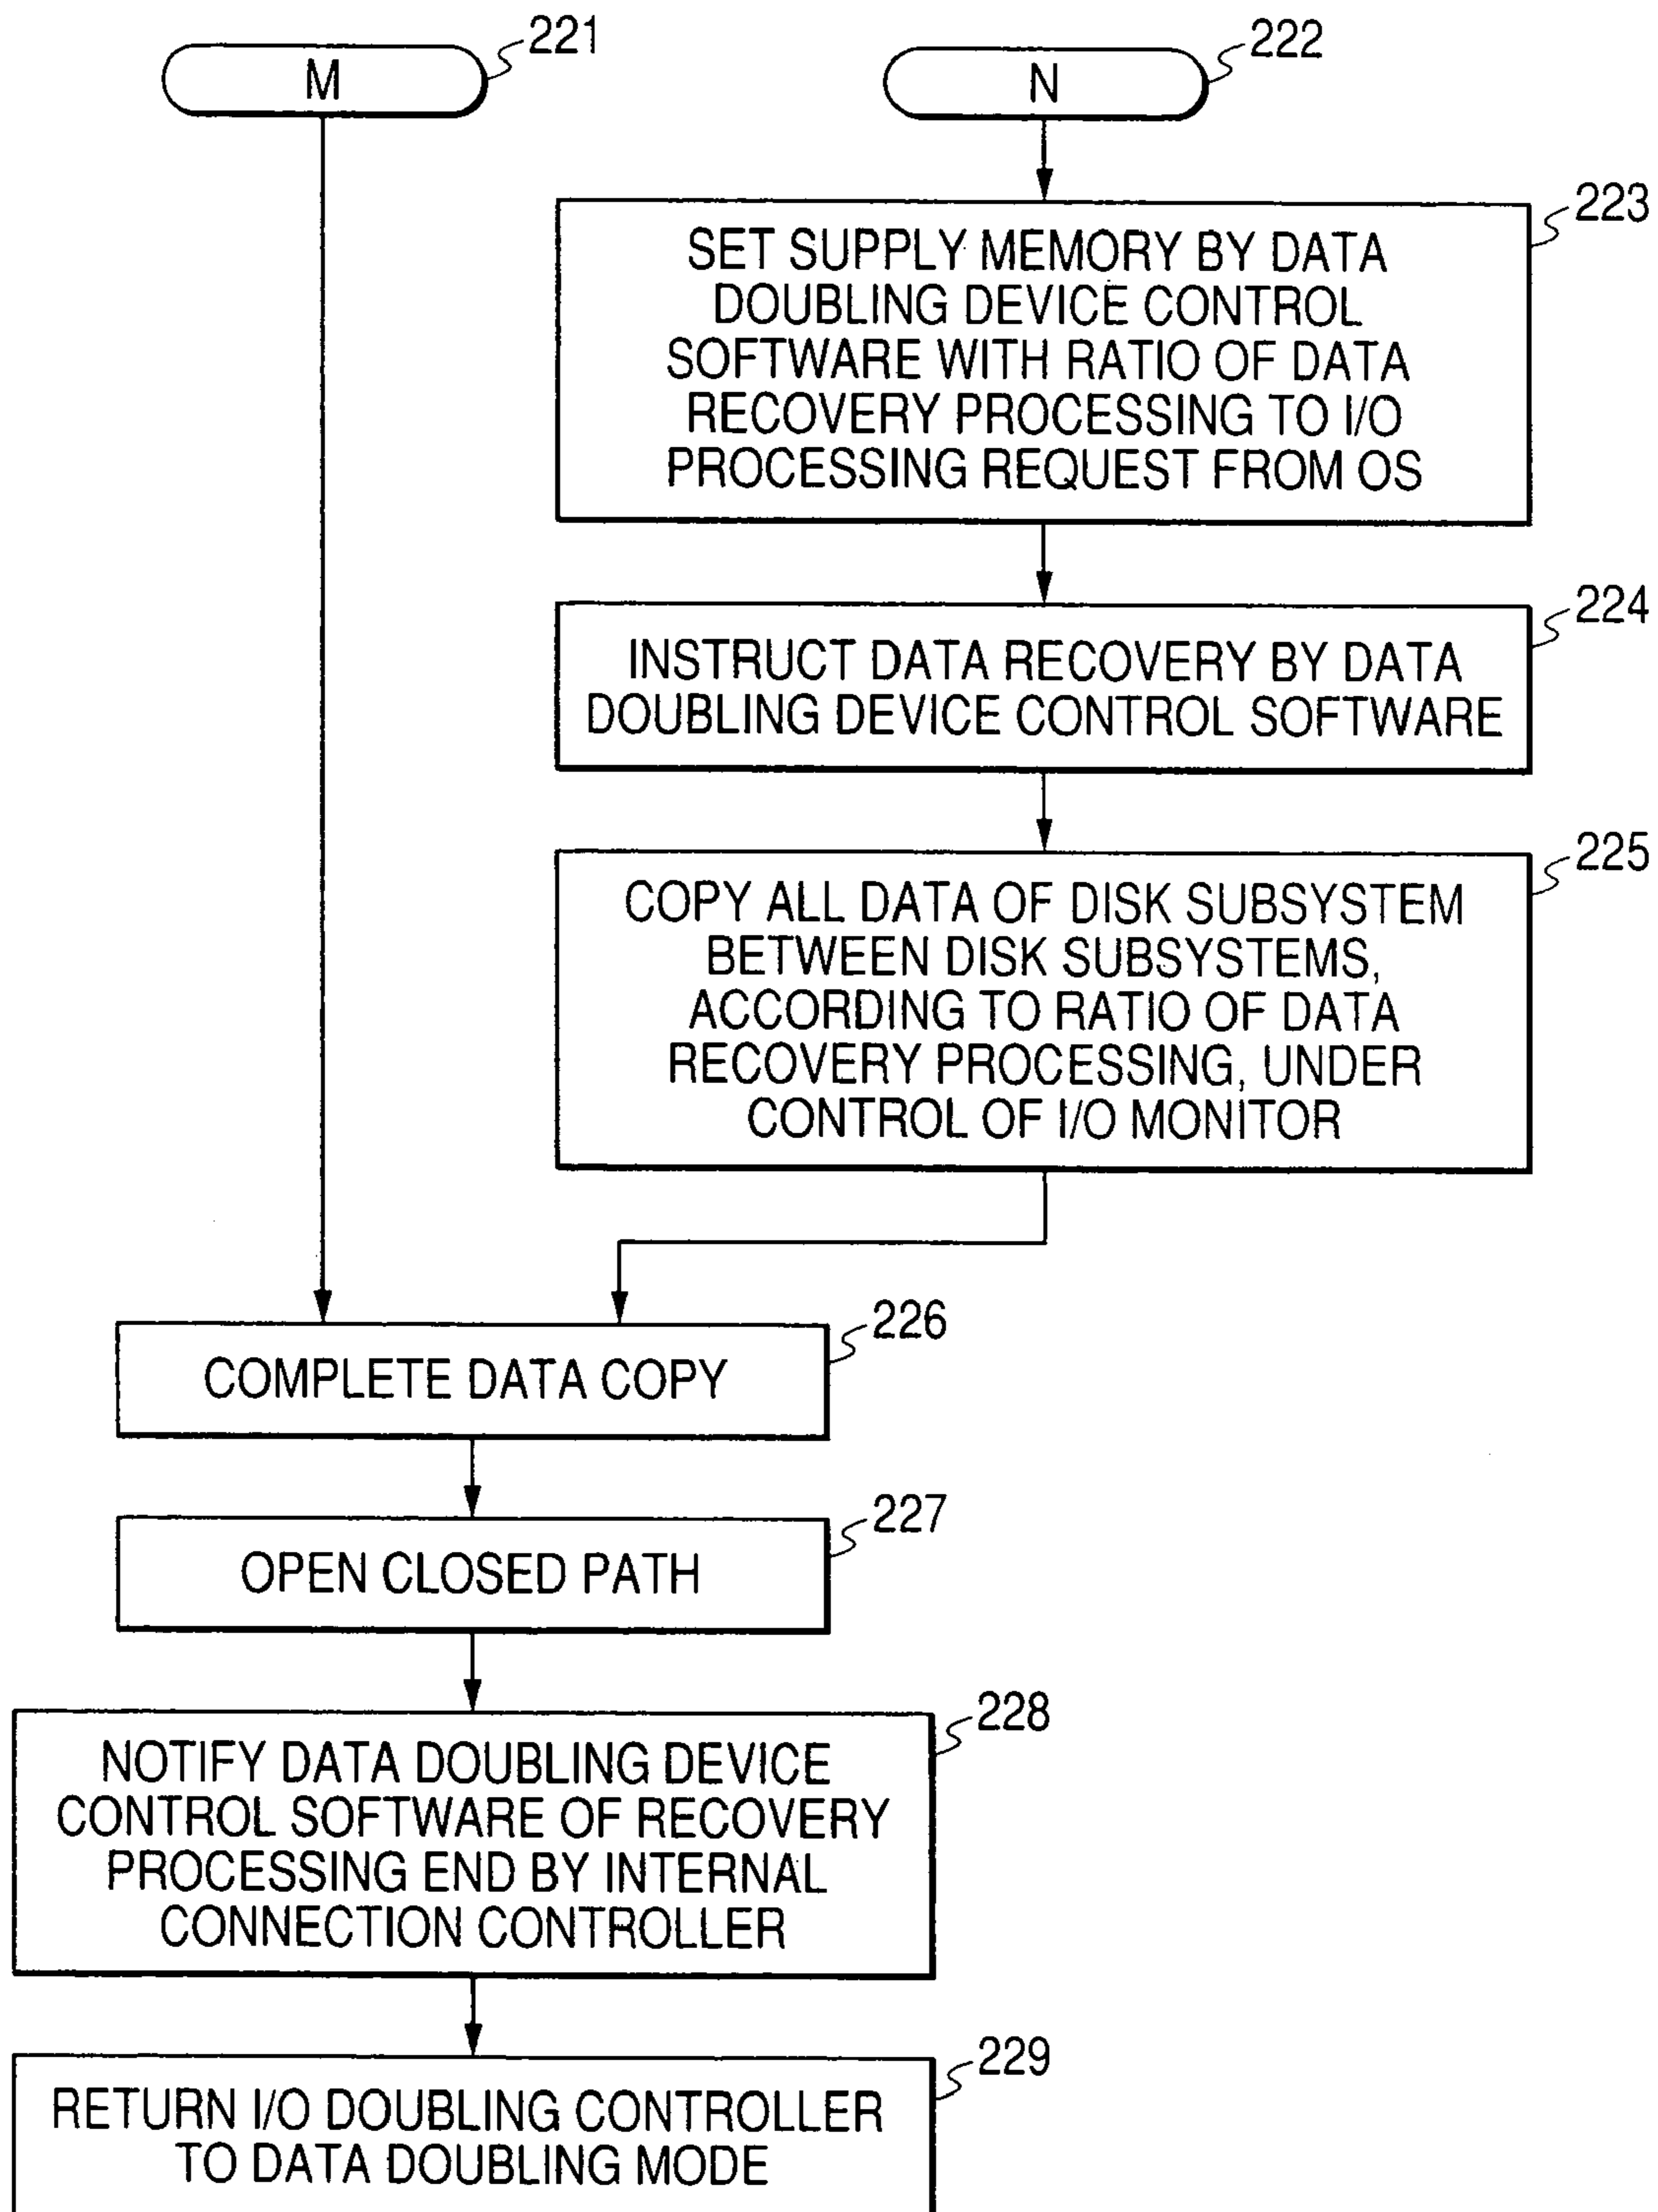 M
221
N
222
223
SET SUPPLY MEMORY BY DATA
DOUBLING DEVICE CONTROL
SOFTWARE WITH RATIO OF DATA
RECOVERY PROCESSING TO I/O
PROCESSING REQUEST FROM OS
224
INSTRUCT DATA RECOVERY BY DATA
DOUBLING DEVICE CONTROL SOFTWARE
225
COPY ALL DATA OF DISK SUBSYSTEM
BETWEEN DISK SUBSYSTEMS,
ACCORDING TO RATIO OF DATA
RECOVERY PROCESSING, UNDER
CONTROL OF I/O MONITOR
226
COMPLETE DATA COPY
227
OPEN CLOSED PATH
228
NOTIFY DATA DOUBLING DEVICE
CONTROL SOFTWARE OF RECOVERY
PROCESSING END BY INTERNAL
CONNECTION CONTROLLER
229
RETURN I/O DOUBLING CONTROLLER
TO DATA DOUBLING MODE